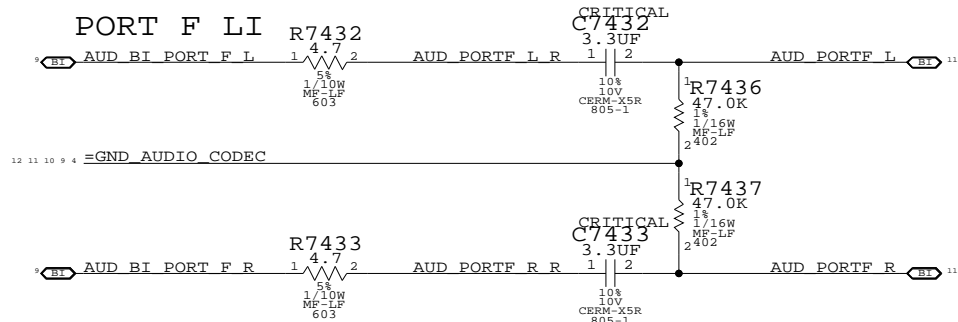 PORT F LI
R7432
4.7
1 2
5%
1/10W
MF-LF
603
CRITICAL
C7432
3.3UF
1 2
10%
10V
CERM-X5R
805-1
9 BI AUD_BI_PORT_F_L
AUD_PORTF_L_R
AUD_PORTF_L BI 11
1
R7436
47.0K
1%
1/16W
MF-LF
2 402
12 11 10 9 4 =GND_AUDIO_CODEC
1
R7437
47.0K
1%
1/16W
MF-LF
2 402
R7433
4.7
1 2
5%
1/10W
MF-LF
603
CRITICAL
C7433
3.3UF
1 2
10%
10V
CERM-X5R
805-1
9 BI AUD_BI_PORT_F_R
AUD_PORTF_R_R
AUD_PORTF_R BI 11